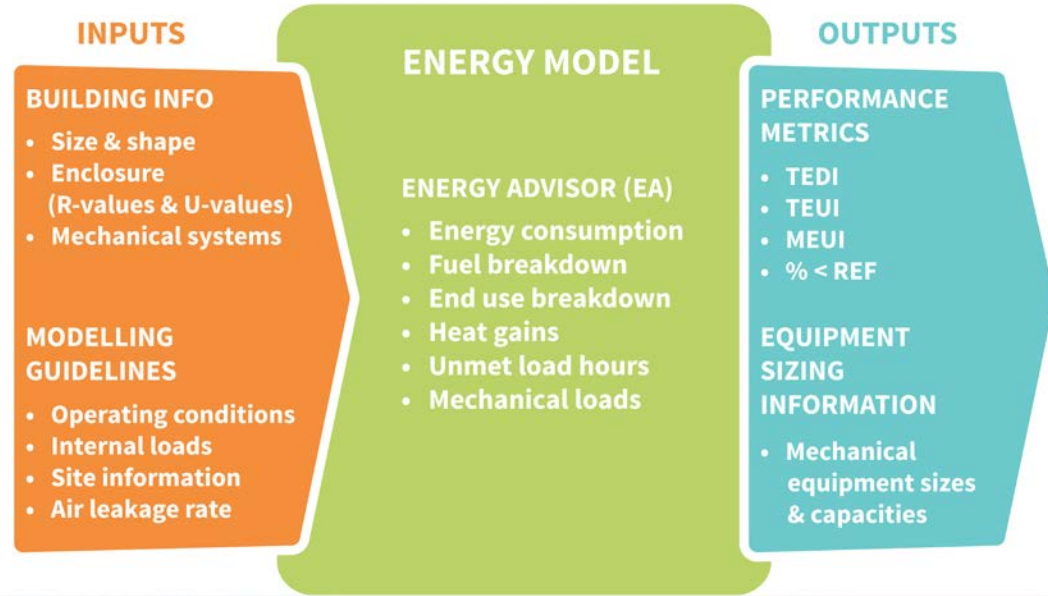 INPUTS
BUILDING INFO
• Size & shape
• Enclosure
(R-values & U-values)
• Mechanical systems
MODELLING
GUIDELINES
• Operating conditions
• Internal loads
• Site information
• Air leakage rate
ENERGY MODEL
ENERGY ADVISOR (EA)
• Energy consumption
• Fuel breakdown
• End use breakdown
• Heat gains
• Unmet load hours
• Mechanical loads
OUTPUTS
PERFORMANCE
METRICS
• TEDI
• TEUI
• MEUI
• % < REF
EQUIPMENT
SIZING
INFORMATION
• Mechanical
equipment sizes
& capacities